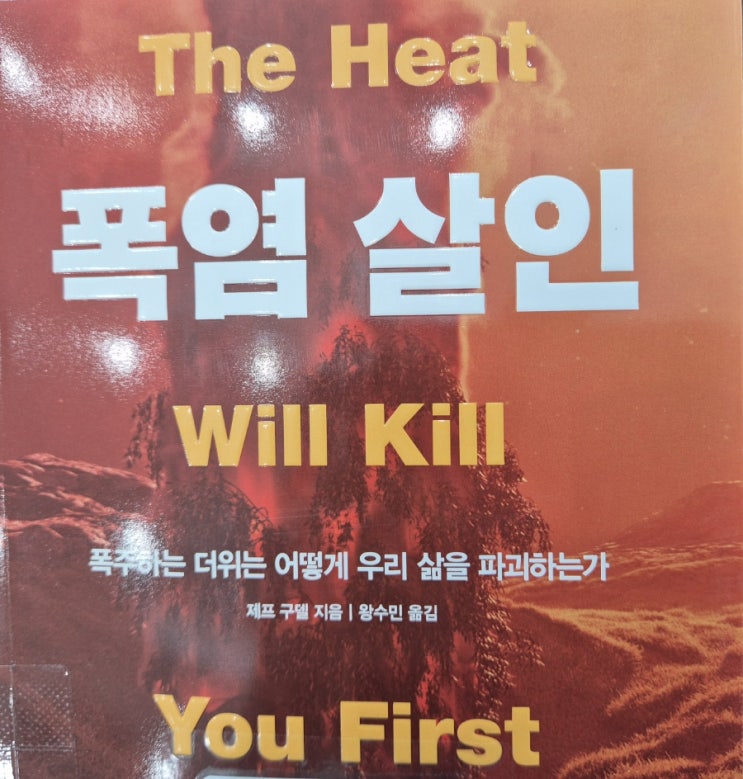 The Heat
폭염 살인
Will Kill
폭주하는 더위는 어떻게 우리 삶을 파괴하는가
제프 구델 지음 | 왕수민 옮김
You First